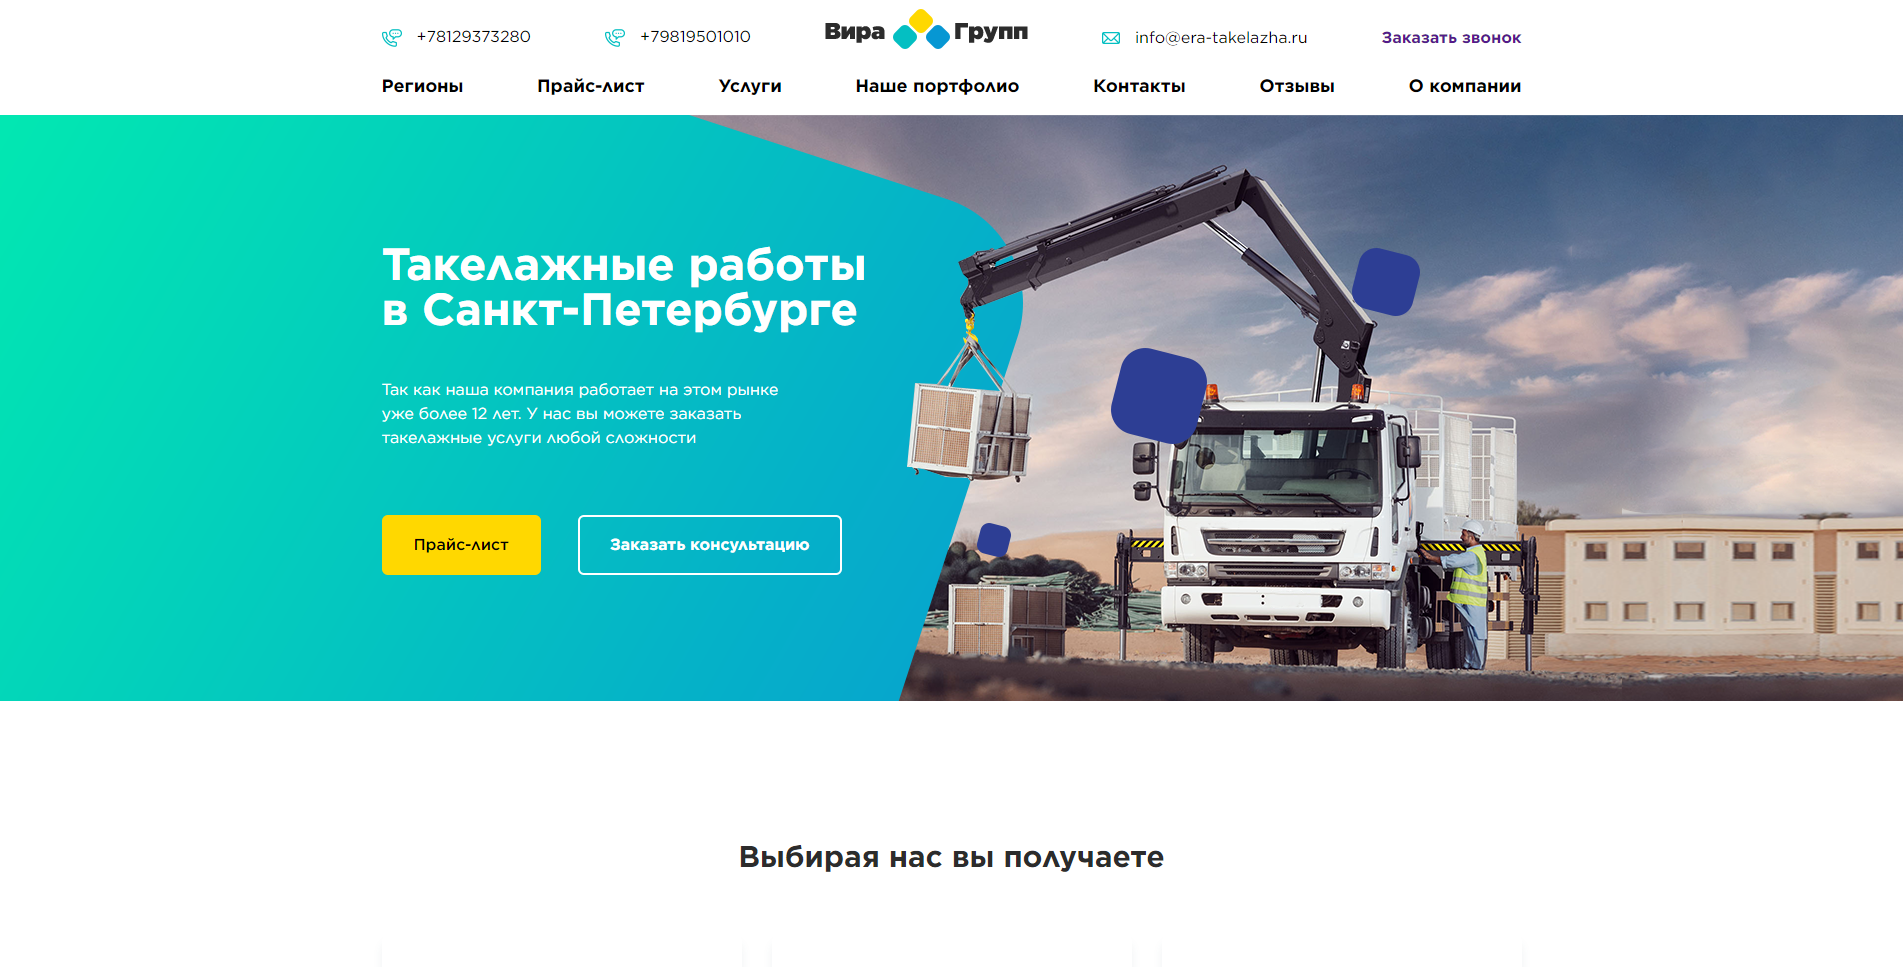 +78129373280
+79819501010
Вира Групп
info@era-takelazha.ru
Заказать звонок
Регионы
Прайс-лист
Услуги
Наше портфолио
Контакты
Отзывы
О компании
Такелажные работы
в Санкт-Петербурге
Так как наша компания работает на этом рынке
уже более 12 лет. У нас вы можете заказать
такелажные услуги любой сложности
Прайс-лист
Заказать консультацию
Выбирая нас вы получаете